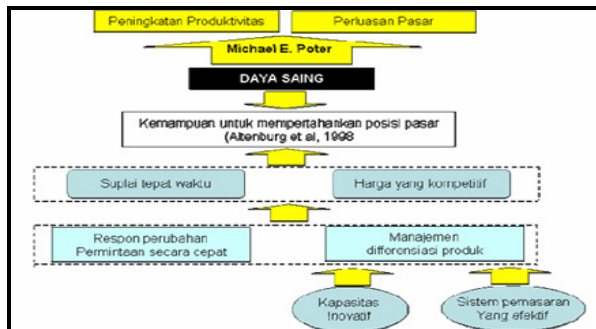 Peningkatan Produktivitas
Perluasan Pasar
Michael E. Poter
DAYA SAING
Kemampuan untuk mempertahankan posisi pasar
(Altenburg et al, 1998
Suplai tepat waktu
Harga yang kompetitif
Respon perubahan
Permintaan secara cepat
Manajemen
differensiasi produk
Kapasitas
Inovatif
Sistem pemasaran
Yang efektif